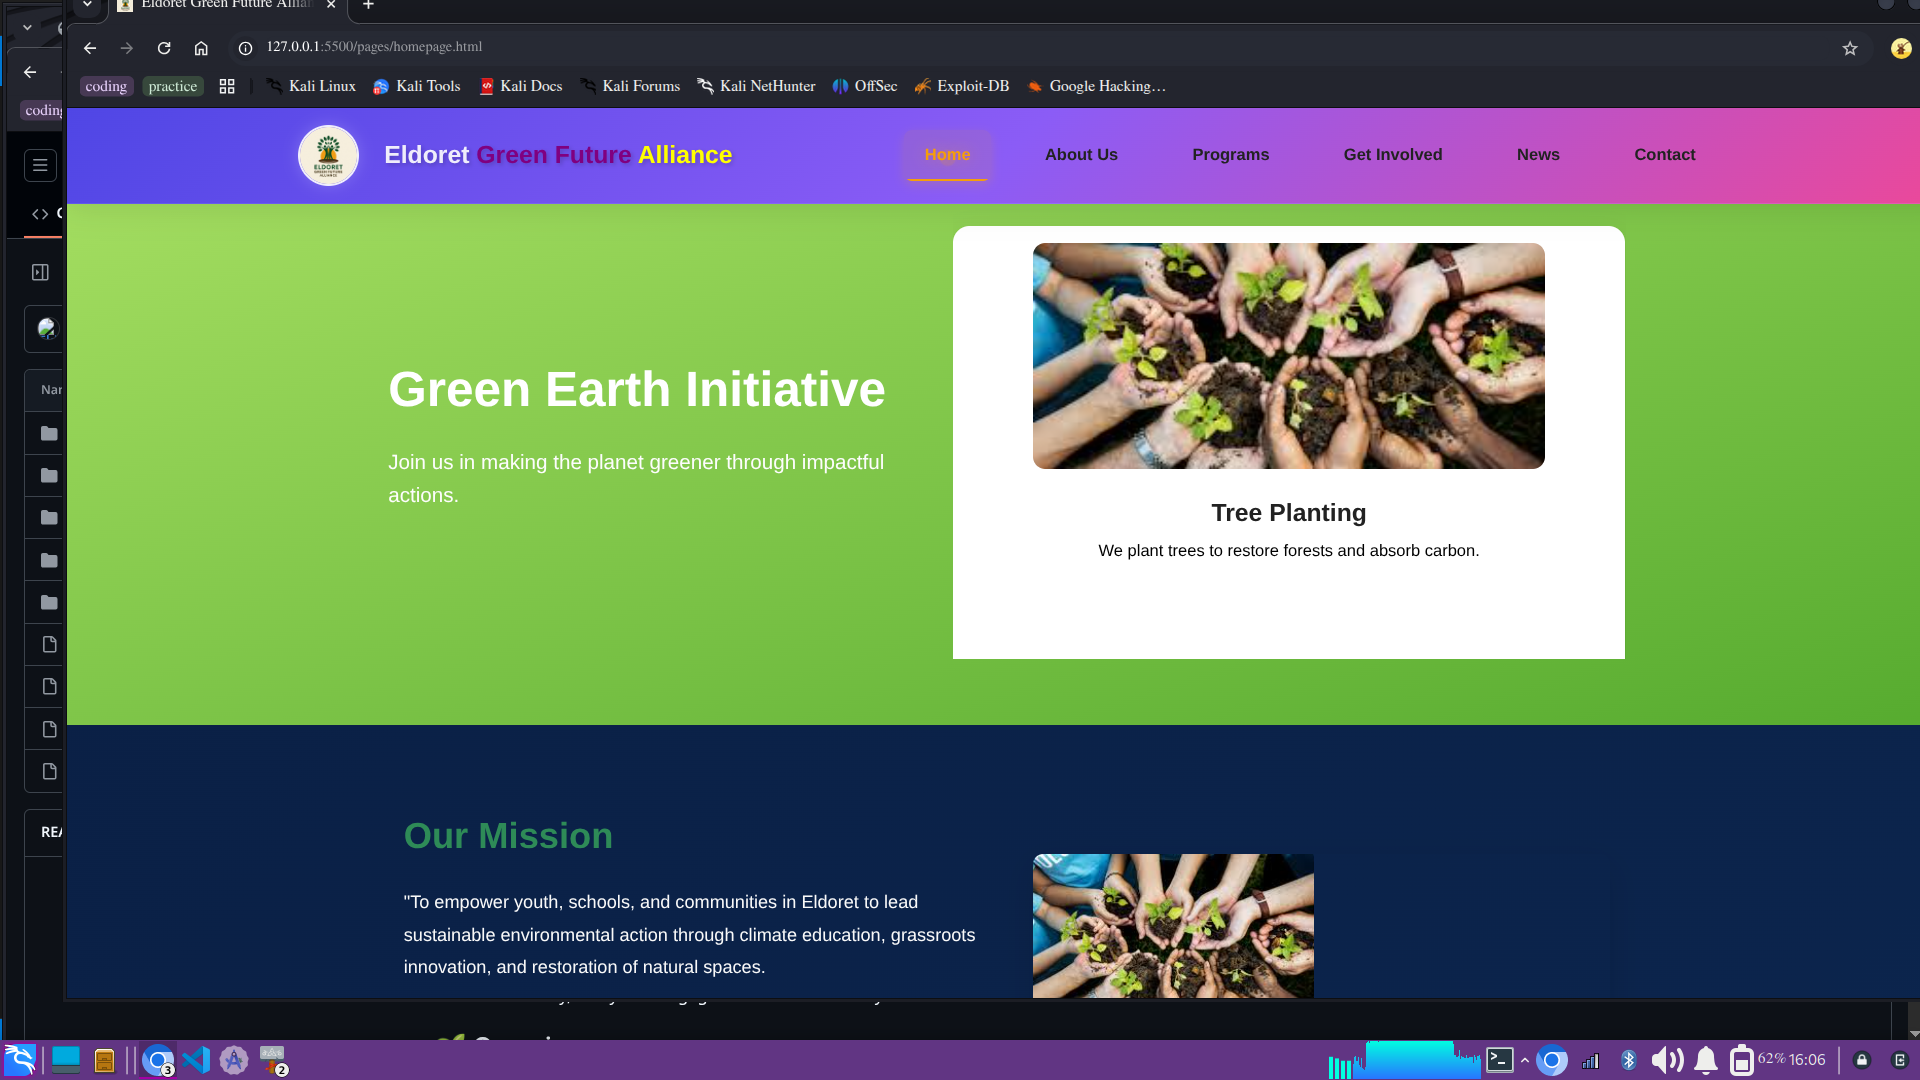 Eldoret Green Future Allian
127.0.0.1:5500/pages/homepage.html
coding
practice
Kali Linux
Kali Tools
Kali Docs
Kali Forums
Kali NetHunter
OffSec
Exploit-DB
Google Hacking…
coding
ELDORET
GREEN FUTURE
ALLIANCE
Eldoret Green Future Alliance
Home
About Us
Programs
Get Involved
News
Contact
Green Earth Initiative
Join us in making the planet greener through impactful
actions.
Tree Planting
We plant trees to restore forests and absorb carbon.
Our Mission
"To empower youth, schools, and communities in Eldoret to lead
sustainable environmental action through climate education, grassroots
innovation, and restoration of natural spaces.
3
2
62% 16:06